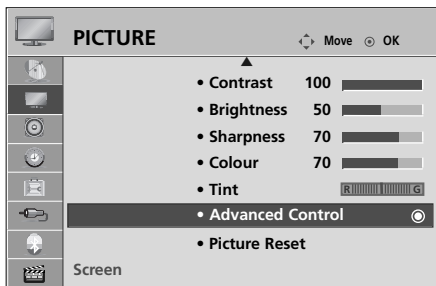 PICTURE
Move OK
• Contrast 100
• Brightness 50
• Sharpness 70
• Colour 70
• Tint R G
• Advanced Control
• Picture Reset
Screen